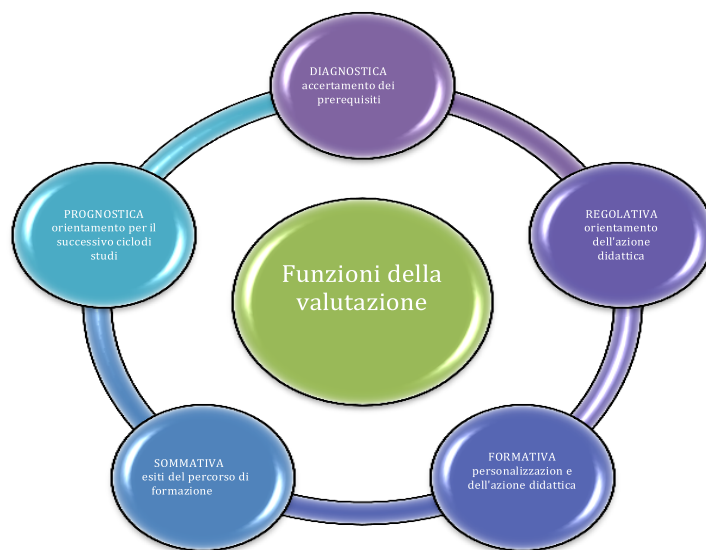 DIAGNOSTICA
accertamento dei
prerequisiti
REGOLATIVA
orientamento
dell'azione
didattica
FORMATIVA
personalizzazion e
dell'azione didattica
SOMMATIVA
esiti del percorso di
formazione
PROGNOSTICA
orientamento per il
successivo ciclodi
studi
Funzioni della
valutazione